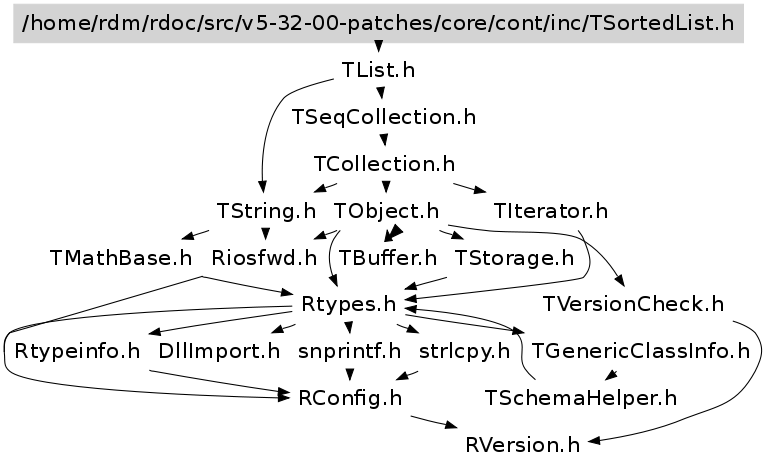 /home/rdm/rdoc/src/v5-32-00-patches/core/cont/inc/TSortedList.h
TList.h
TSeqCollection.h
TCollection.h
TString.h TObject.h TIterator.h
TMathBase.h Riosfwd.h TBuffer.h TStorage.h
Rtypes.h TVersionCheck.h
Rtypeinfo.h DllImport.h snprintf.h strlcpy.h TGenericClassInfo.h
RConfig.h TSchemaHelper.h
RVersion.h